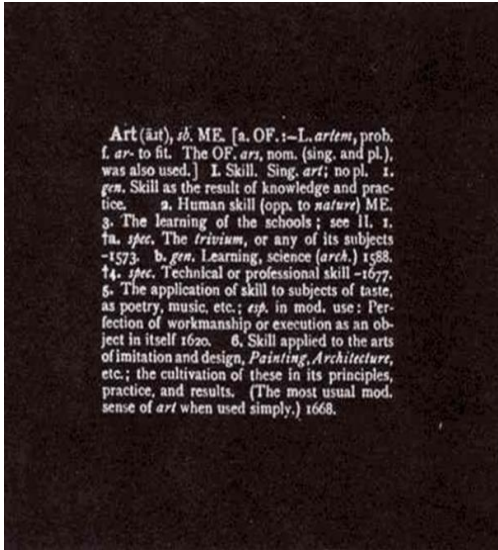 Art (äɪt), sb. ME. [a. OF. :–L. artem, prob.
f. ar- to fit. The OF. ars, nom. (sing. and pl.),
was also used.] I. Skill. Sing. art; no pl. 1.
gen. Skill as the result of knowledge and prac-
tice. 2. Human skill (opp. to nature) ME.
3. The learning of the schools; see II. 1.
†a. spec. The trivium, or any of its subjects
–1573. b. gen. Learning, science (arch.) 1588.
†4. spec. Technical or professional skill –1677.
5. The application of skill to subjects of taste,
as poetry, music, etc.; esp. in mod. use: Per-
fection of workmanship or execution as an ob-
ject in itself 1620. 6. Skill applied to the arts
of imitation and design, Painting, Architecture,
etc.; the cultivation of these in its principles,
practice, and results. (The most usual mod.
sense of art when used simply.) 1668.